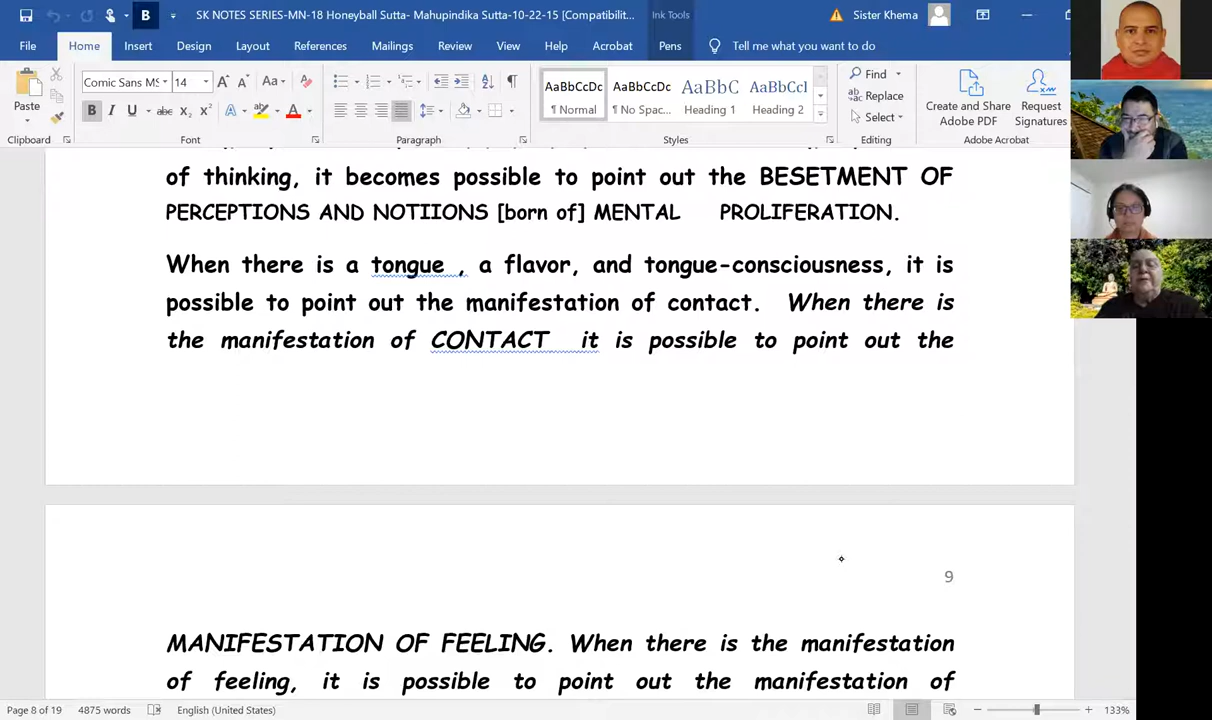 SK NOTES SERIES-MN-18 Honeyball Sutta- Mahupindika Sutta-10-22-15 [Compatibilit...
Ink Tools
Sister Khema
File Home Insert Design Layout References Mailings Review View Help Acrobat Pens Tell me what you want to do
Comic Sans MS 14
Paste
AaBbCcDc AaBbCcDc AaBbC AaBbCcI
¶ Normal ¶ No Spac... Heading 1 Heading 2
Find
Replace
Select
Create and Share
Adobe PDF
Request
Signatures
Clipboard Font Paragraph Styles Editing Adobe Acrobat
of thinking, it becomes possible to point out the BESETMENT OF
PERCEPTIONS AND NOTIIONS [born of] MENTAL PROLIFERATION.
When there is a tongue , a flavor, and tongue-consciousness, it is
possible to point out the manifestation of contact. When there is
the manifestation of CONTACT it is possible to point out the
9
MANIFESTATION OF FEELING. When there is the manifestation
of feeling, it is possible to point out the manifestation of
Page 8 of 19 4875 words English (United States) 133%